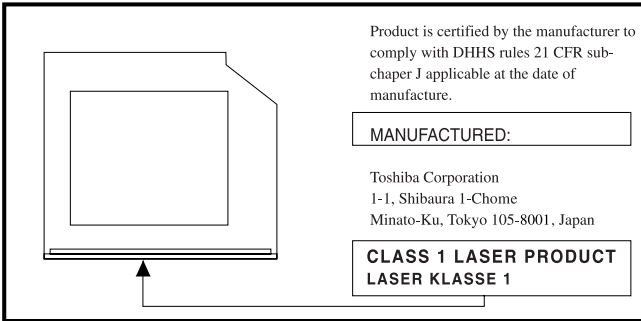 Product is certified by the manufacturer to
comply with DHHS rules 21 CFR sub-
chaper J applicable at the date of
manufacture.
MANUFACTURED:
Toshiba Corporation
1-1, Shibaura 1-Chome
Minato-Ku, Tokyo 105-8001, Japan
CLASS 1 LASER PRODUCT
LASER KLASSE 1